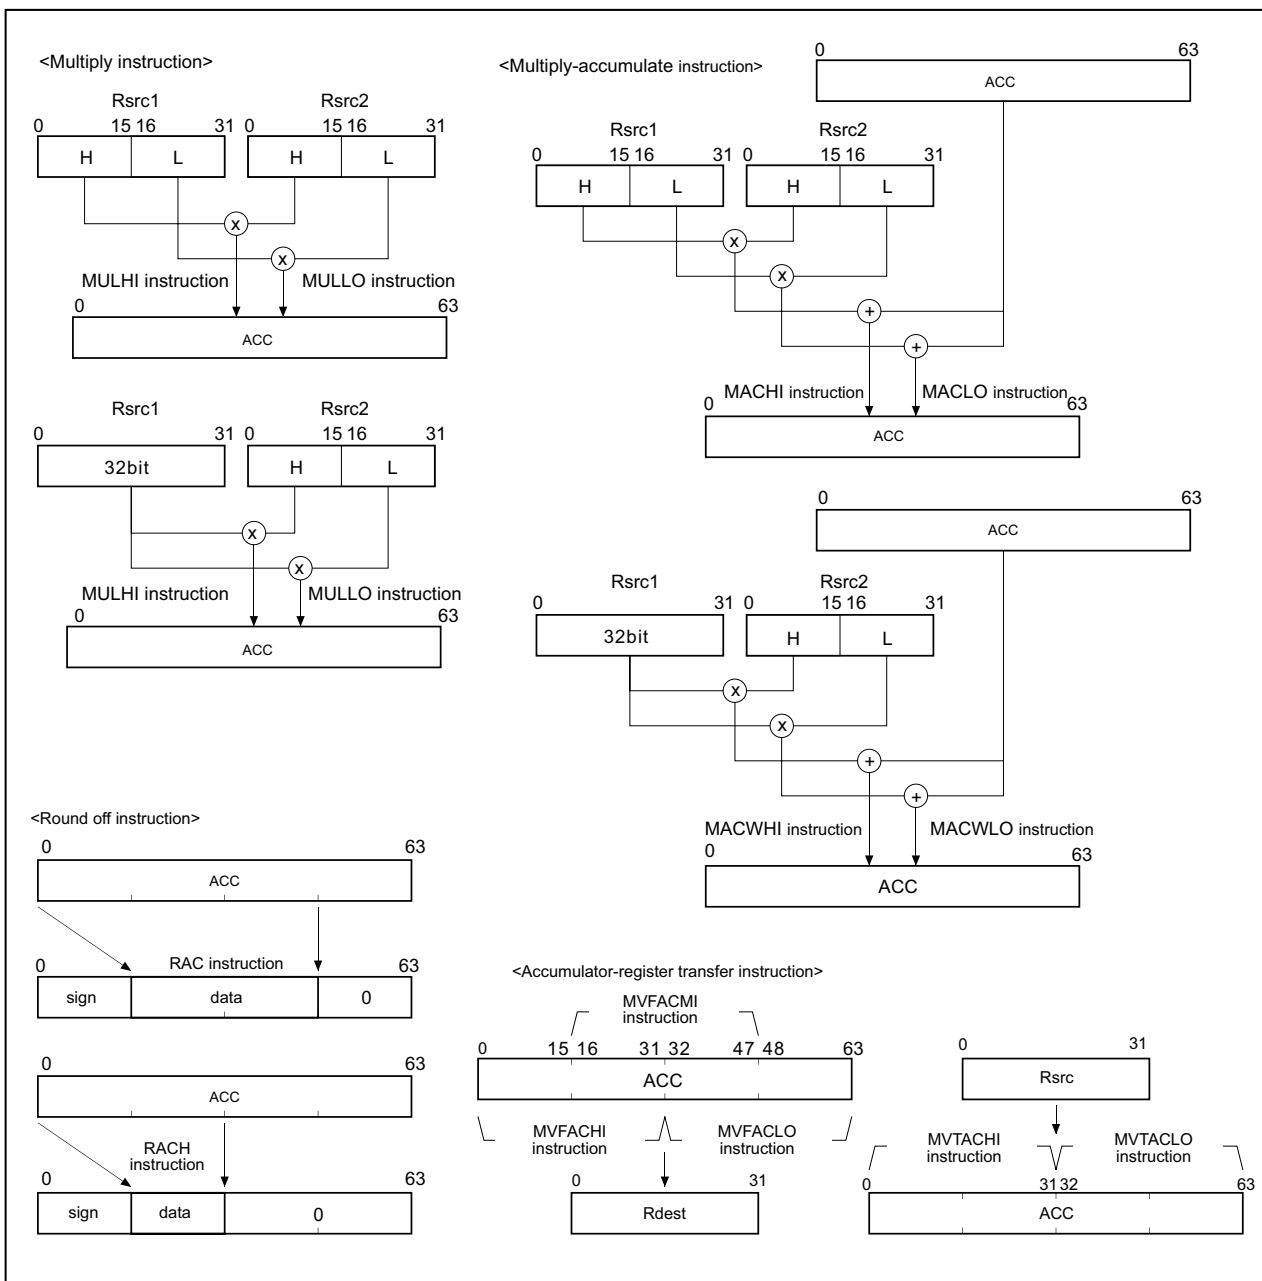 <Multiply instruction>
Rsrc1 Rsrc2
0 15 16 31 0 15 16 31
H L H L
x
x
MULHI instruction MULLO instruction
0 63
ACC
Rsrc1 Rsrc2
0 31 0 15 16 31
32bit H L
x
x
MULHI instruction MULLO instruction
0 63
ACC
<Multiply-accumulate instruction>
0 63
ACC
Rsrc1 Rsrc2
0 15 16 31 0 15 16 31
H L H L
x
x
+
+
MACHI instruction MACLO instruction
0 63
ACC
0 63
ACC
Rsrc1 Rsrc2
0 31 0 15 16 31
32bit H L
x
x
+
+
MACWHI instruction MACWLO instruction
0 63
ACC
<Round off instruction>
0 63
ACC
RAC instruction
0 63
sign data 0
0 63
ACC
RACH
instruction
0 63
sign data 0
<Accumulator-register transfer instruction>
MVFACMI
instruction
0 15 16 31 32 47 48 63
ACC
MVFACHI MVFACLO
instruction instruction
0 31
Rdest
0 31
Rsrc
MVTACHI MVTACLO
instruction instruction
0 31 32 63
ACC